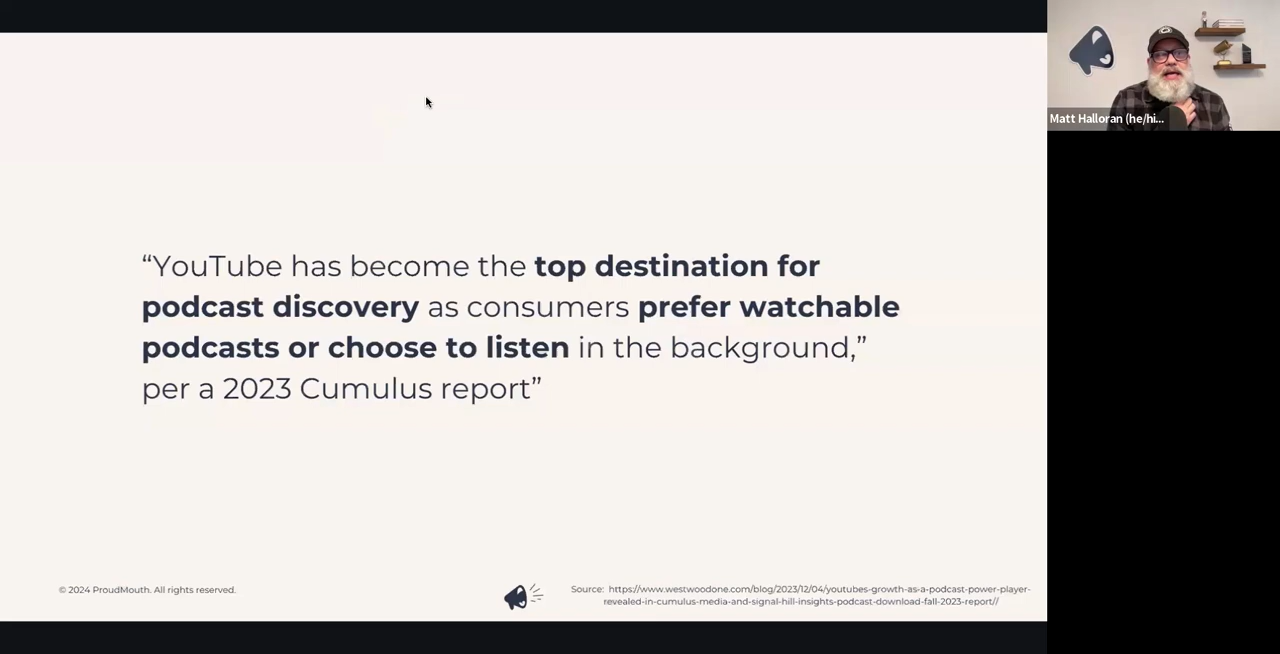 “YouTube has become the top destination for
podcast discovery as consumers prefer watchable
podcasts or choose to listen in the background,”
per a 2023 Cumulus report”
© 2024 ProudMouth. All rights reserved.
Source: https://www.westwoodone.com/blog/2023/12/04/youtubes-growth-as-a-podcast-power-player-
revealed-in-cumulus-media-and-signal-hill-insights-podcast-download-fall-2023-report//
Matt Halloran (he/hi...